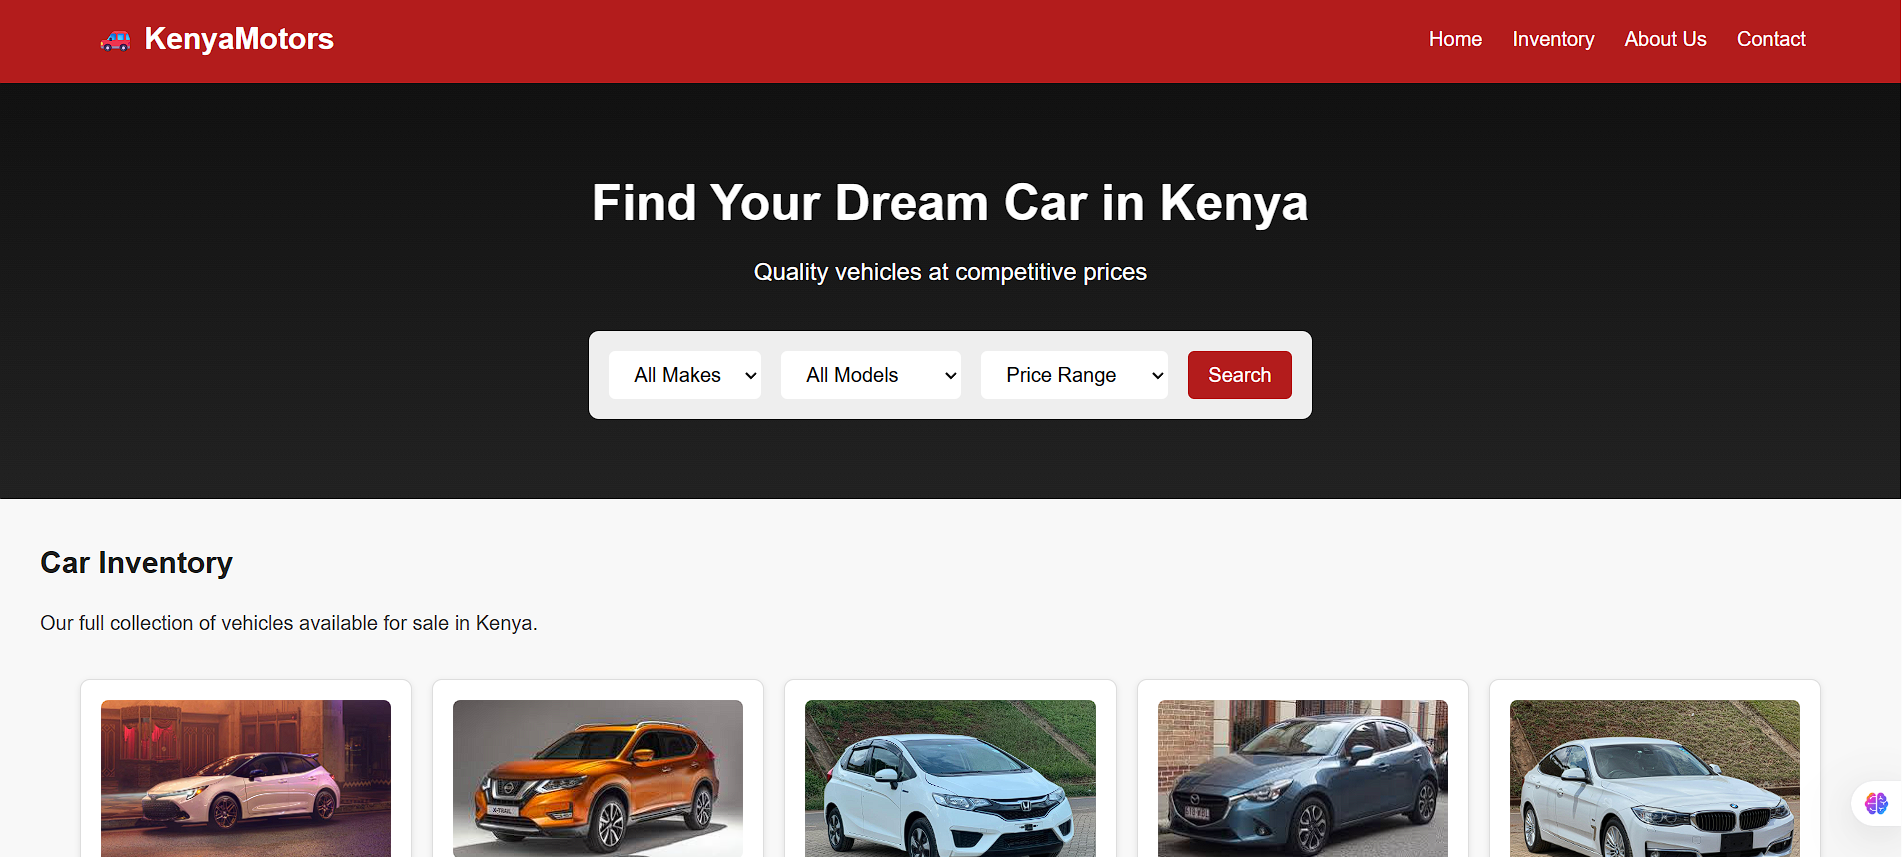 KenyaMotors
Home Inventory About Us Contact
Find Your Dream Car in Kenya
Quality vehicles at competitive prices
All Makes All Models Price Range Search
Car Inventory
Our full collection of vehicles available for sale in Kenya.
X-TRAIL